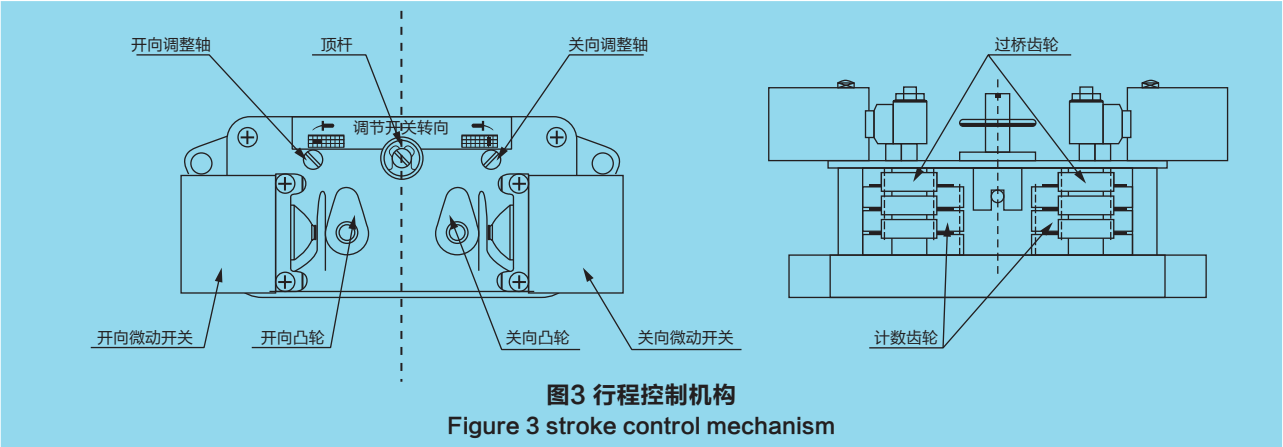 开向调整轴
顶杆
关向调整轴
过桥齿轮
调节开关转向
开向微动开关
开向凸轮
关向凸轮
关向微动开关
计数齿轮
图3 行程控制机构
Figure 3 stroke control mechanism